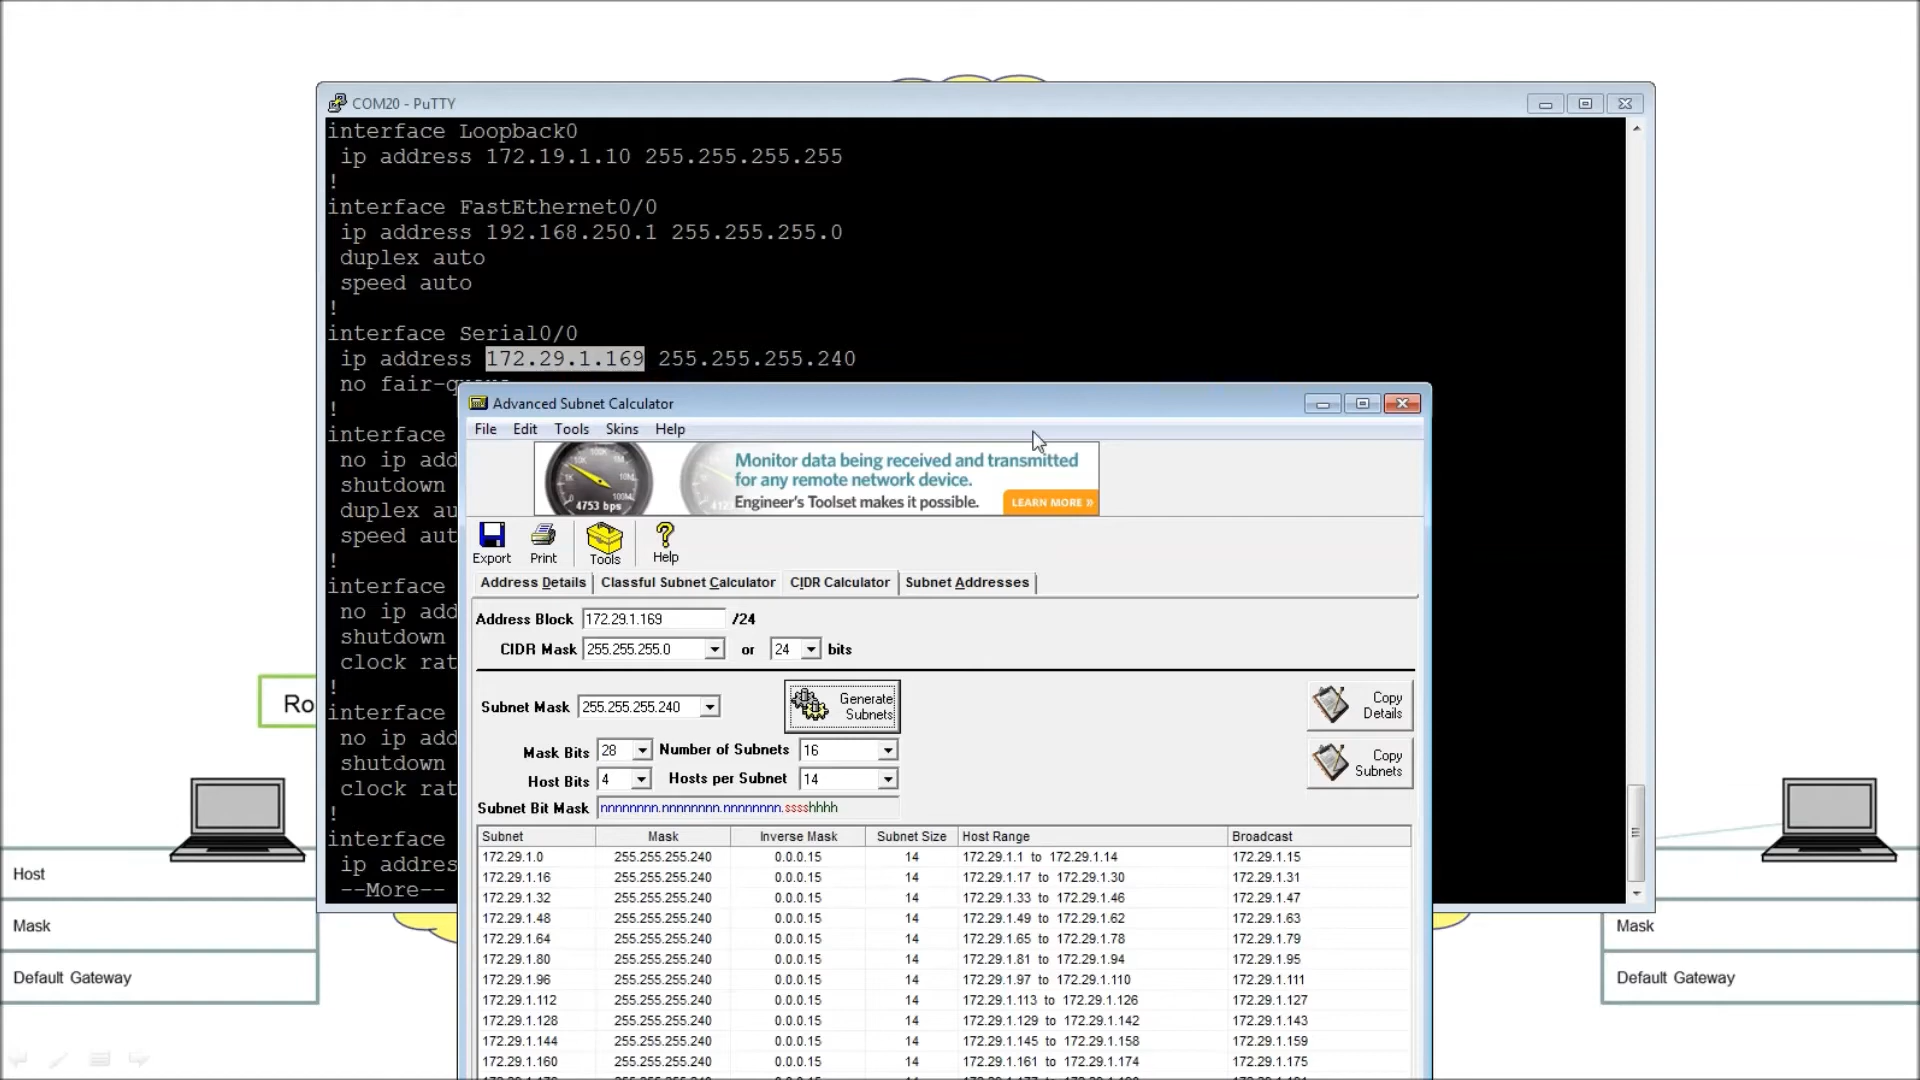 COM20 - PuTTY
interface Loopback0
ip address 172.19.1.10 255.255.255.255
!
interface FastEthernet0/0
ip address 192.168.250.1 255.255.255.0
duplex auto
speed auto
!
interface Serial0/0
ip address 172.29.1.169 255.255.255.240
no fair-
!
interface
no ip add
shutdown
duplex au
speed aut
!
interface
no ip add
shutdown
clock rat
!
interface
no ip add
shutdown
clock rat
!
interface
ip addres
--More--
Advanced Subnet Calculator
File Edit Tools Skins Help
4753 bps
Monitor data being received and transmitted
for any remote network device.
Engineer's Toolset makes it possible.
LEARN MORE »
Export Print Tools Help
Address Details Classful Subnet Calculator CIDR Calculator Subnet Addresses
Address Block 172.29.1.169 /24
CIDR Mask 255.255.255.0 or 24 bits
Subnet Mask 255.255.255.240
Generate
Subnets
Copy
Details
Mask Bits 28 Number of Subnets 16
Host Bits 4 Hosts per Subnet 14
Copy
Subnets
Subnet Bit Mask nnnnnnnn.nnnnnnnn.nnnnnnnn.sssshhhh
Subnet Mask Inverse Mask Subnet Size Host Range Broadcast
172.29.1.0 255.255.255.240 0.0.0.15 14 172.29.1.1 to 172.29.1.14 172.29.1.15
172.29.1.16 255.255.255.240 0.0.0.15 14 172.29.1.17 to 172.29.1.30 172.29.1.31
172.29.1.32 255.255.255.240 0.0.0.15 14 172.29.1.33 to 172.29.1.46 172.29.1.47
172.29.1.48 255.255.255.240 0.0.0.15 14 172.29.1.49 to 172.29.1.62 172.29.1.63
172.29.1.64 255.255.255.240 0.0.0.15 14 172.29.1.65 to 172.29.1.78 172.29.1.79
172.29.1.80 255.255.255.240 0.0.0.15 14 172.29.1.81 to 172.29.1.94 172.29.1.95
172.29.1.96 255.255.255.240 0.0.0.15 14 172.29.1.97 to 172.29.1.110 172.29.1.111
172.29.1.112 255.255.255.240 0.0.0.15 14 172.29.1.113 to 172.29.1.126 172.29.1.127
172.29.1.128 255.255.255.240 0.0.0.15 14 172.29.1.129 to 172.29.1.142 172.29.1.143
172.29.1.144 255.255.255.240 0.0.0.15 14 172.29.1.145 to 172.29.1.158 172.29.1.159
172.29.1.160 255.255.255.240 0.0.0.15 14 172.29.1.161 to 172.29.1.174 172.29.1.175
Ro
Host
Mask
Default Gateway
Mask
Default Gateway